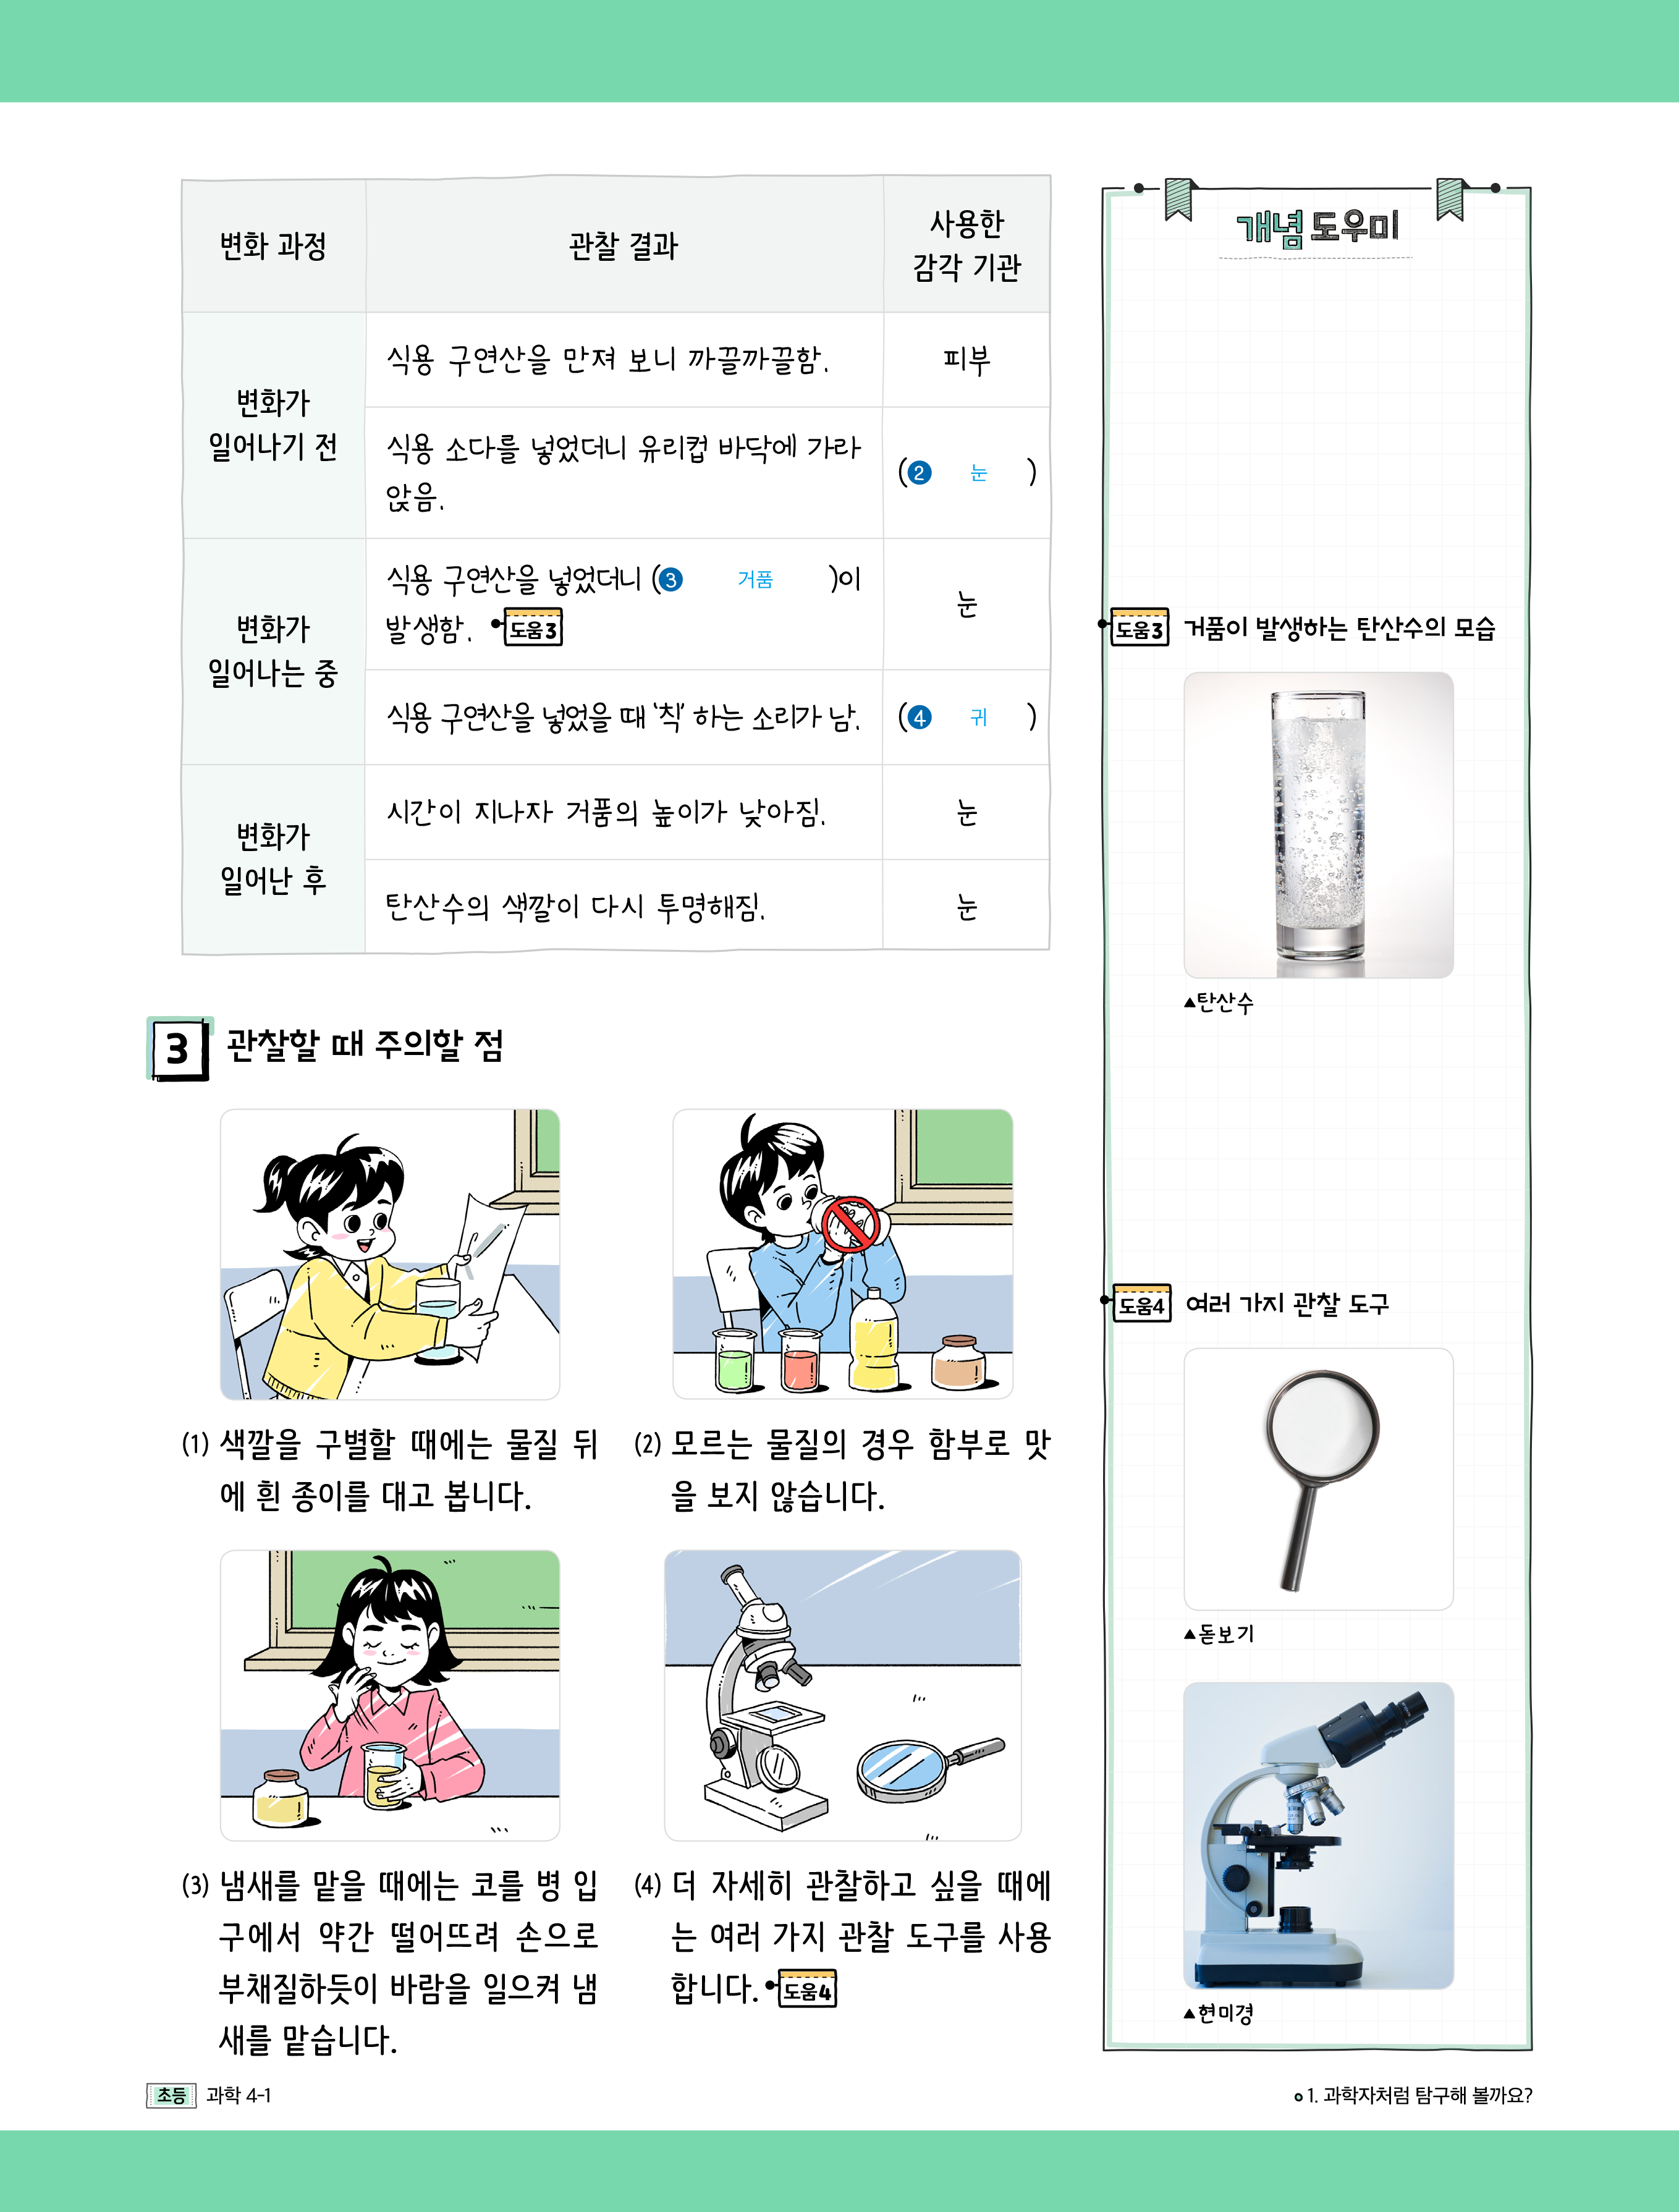 변화 과정
관찰 결과
사용한
감각 기관
변화가
일어나기 전
식용 구연산을 만져 보니 까끌까끌함.
피부
식용 소다를 넣었더니 유리컵 바닥에 가라
앉음.
(2 눈 )
변화가
일어나는 중
식용 구연산을 넣었더니 (3 거품 )이
발생함. 도움3
눈
식용 구연산을 넣었을 때 ‘칙’ 하는 소리가 남.
(4 귀 )
변화가
일어난 후
시간이 지나자 거품의 높이가 낮아짐.
눈
탄산수의 색깔이 다시 투명해짐.
눈
3 관찰할 때 주의할 점
(1) 색깔을 구별할 때에는 물질 뒤
에 흰 종이를 대고 봅니다.
(2) 모르는 물질의 경우 함부로 맛
을 보지 않습니다.
(3) 냄새를 맡을 때에는 코를 병 입
구에서 약간 떨어뜨려 손으로
부채질하듯이 바람을 일으켜 냄
새를 맡습니다.
(4) 더 자세히 관찰하고 싶을 때에
는 여러 가지 관찰 도구를 사용
합니다. 도움4
개념 도우미
도움3 거품이 발생하는 탄산수의 모습
▲탄산수
도움4 여러 가지 관찰 도구
▲돋보기
▲현미경
초등 과학 4-1
1. 과학자처럼 탐구해 볼까요?